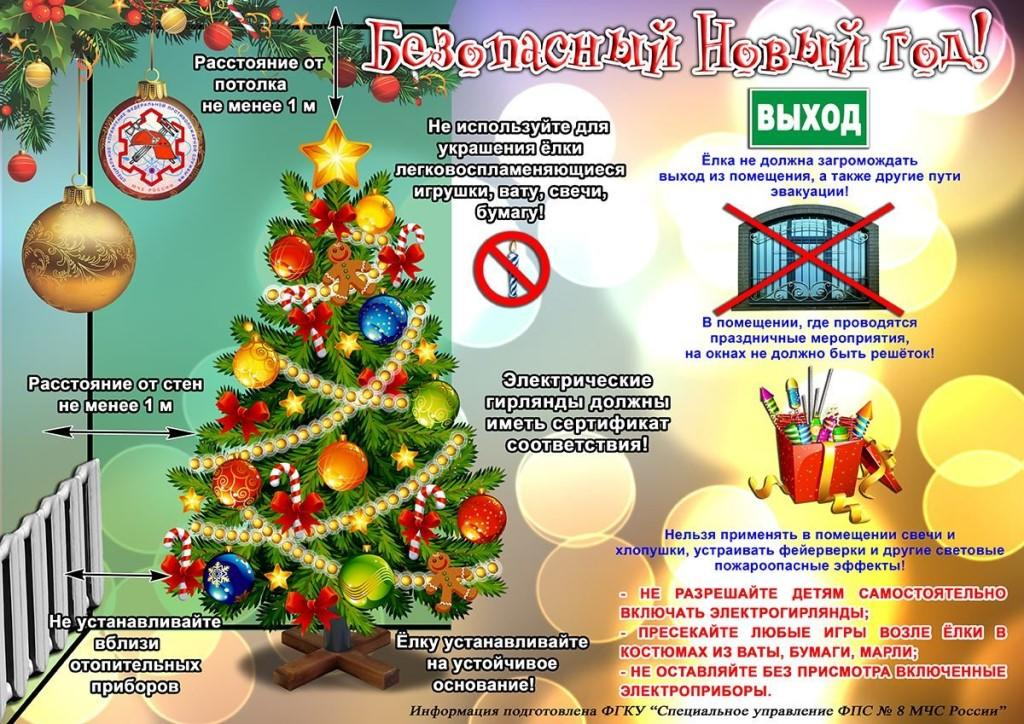 Безопасный Новый год!
Расстояние от
потолка
не менее 1 м
Не используйте для
украшения ёлки
легковоспламеняющиеся
игрушки, вату, свечи,
бумагу!
ВЫХОД
Ёлка не должна загромождать
выход из помещения, а также другие пути
эвакуации!
В помещении, где проводятся
праздничные мероприятия,
на окнах не должно быть решёток!
Расстояние от стен
не менее 1 м
Электрические
гирлянды должны
иметь сертификат
соответствия!
Нельзя применять в помещении свечи и
хлопушки, устраивать фейерверки и другие световые
пожароопасные эффекты!
- НЕ РАЗРЕШАЙТЕ ДЕТЯМ САМОСТОЯТЕЛЬНО
ВКЛЮЧАТЬ ЭЛЕКТРОГИРЛЯНДЫ;
- ПРЕСЕКАЙТЕ ЛЮБЫЕ ИГРЫ ВОЗЛЕ ЁЛКИ В
КОСТЮМАХ ИЗ ВАТЫ, БУМАГИ, МАРЛИ;
- НЕ ОСТАВЛЯЙТЕ БЕЗ ПРИСМОТРА ВКЛЮЧЕННЫЕ
ЭЛЕКТРОПРИБОРЫ.
Не устанавливайте
вблизи
отопительных
приборов
Ёлку устанавливайте
на устойчивое
основание!
Информация подготовлена ФГКУ "Специальное управление ФПС № 8 МЧС России"